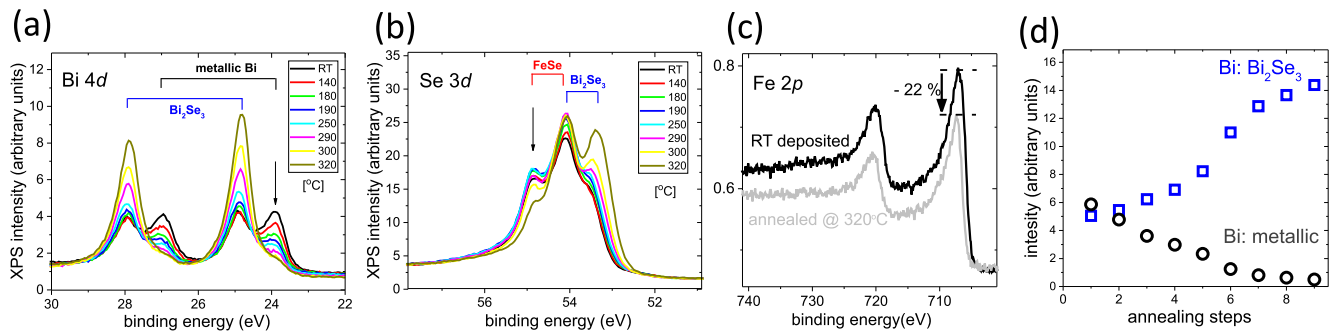 (a)
XPS intensity (arbitrary units)
12
10
8
6
4
2
0
Bi 4d
metallic Bi
Bi2Se3
RT
140
180
190
250
290
300
320
[°C]
30 28 26 24 22
binding energy (eV)
(b)
XPS intensity (arbitrary units)
35
30
25
20
15
10
5
0
Se 3d
FeSe
Bi2Se3
RT
140
180
190
250
290
300
320
[°C]
56 54 52
binding energy (eV)
(c)
0.8
0.6
Fe 2p
- 22 %
RT deposited
annealed @ 320°C
740 730 720 710
binding energy(eV)
(d)
intesity (arbitrary units)
16
14
12
10
8
6
4
2
0
Bi: Bi2Se3
Bi: metallic
0 2 4 6 8
annealing steps